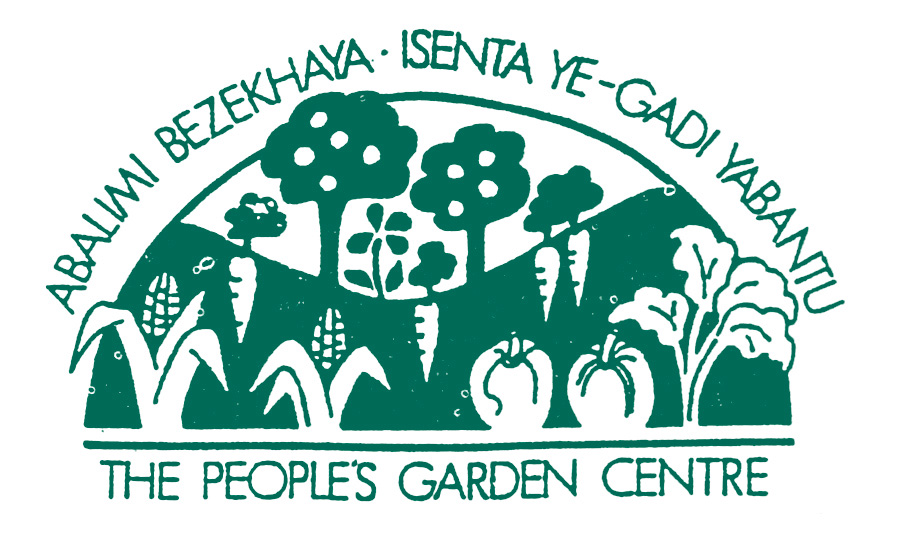 ABALIMI BEZEKHAYA · ISENTA YE-GADI YABANTU
THE PEOPLE'S GARDEN CENTRE